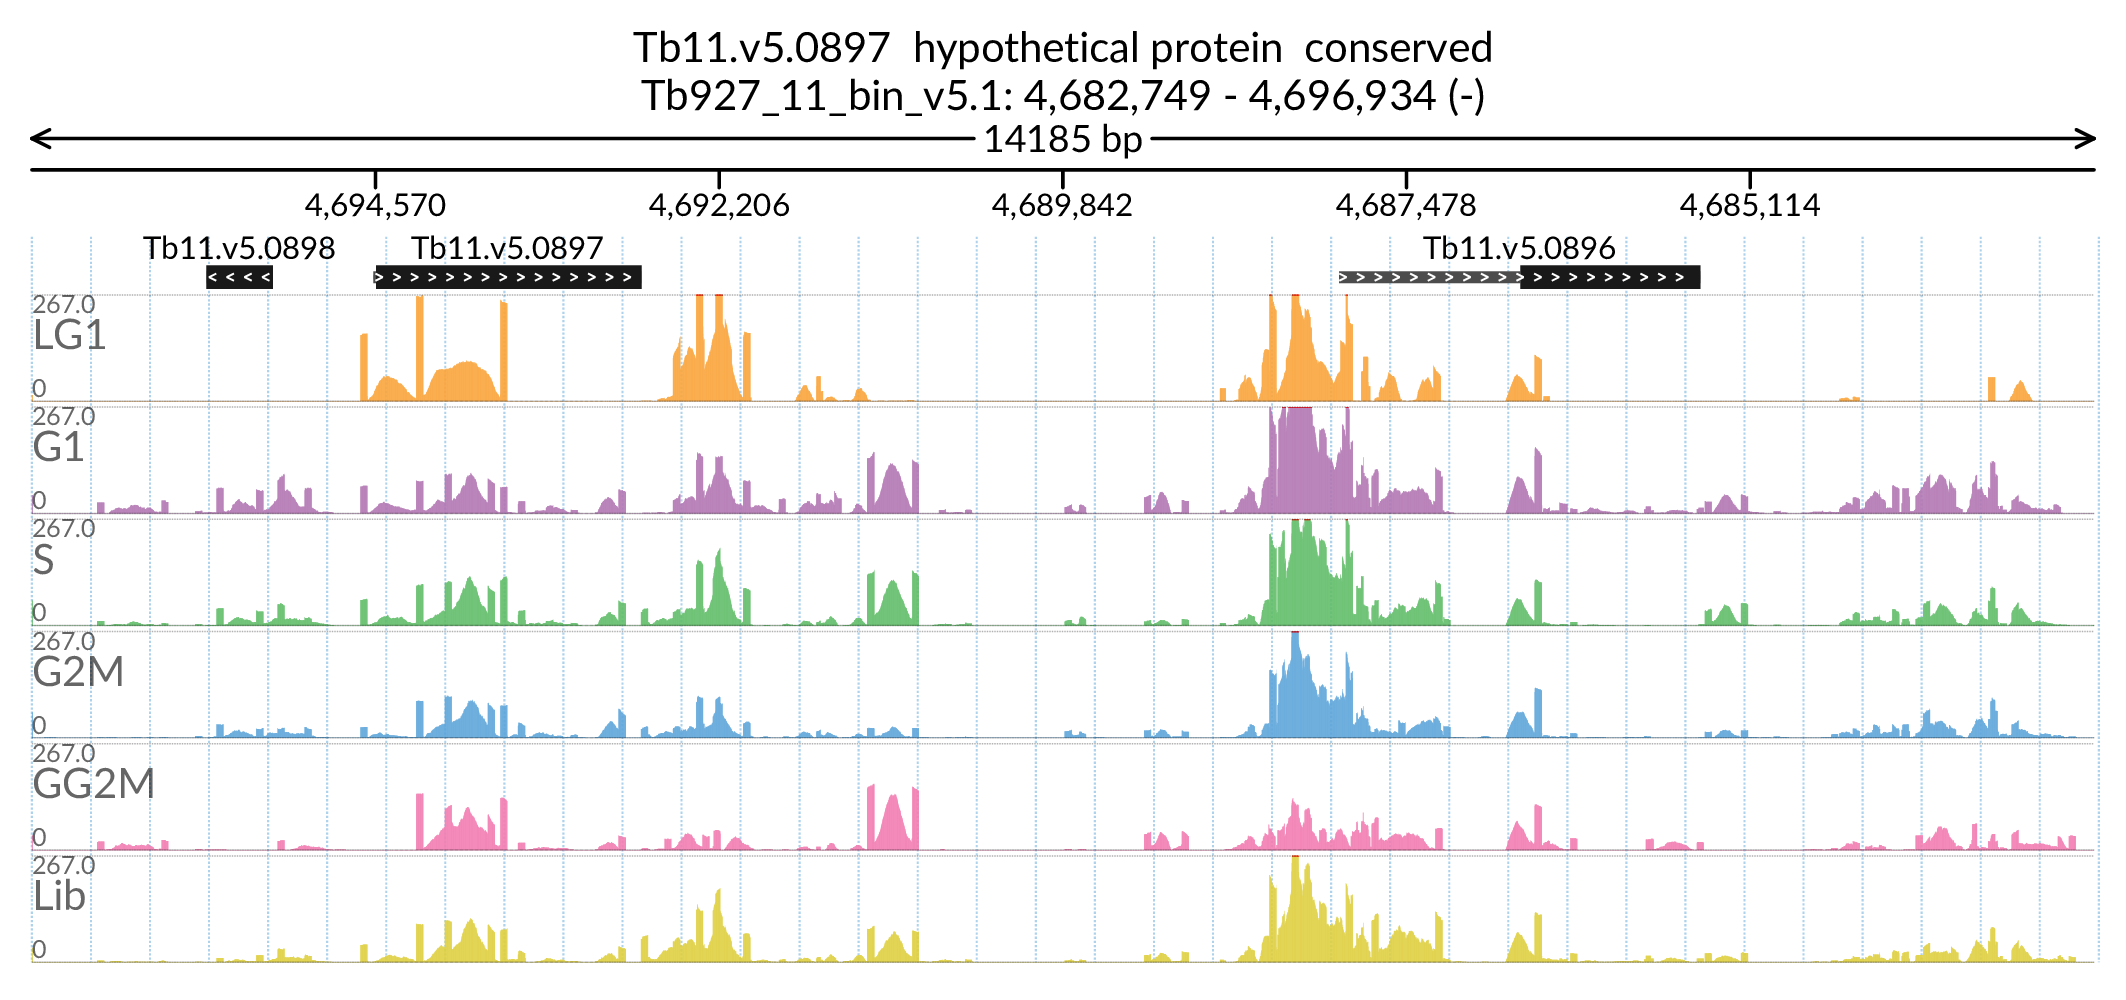 Tb11.v5.0897 hypothetical protein conserved
Tb927_11_bin_v5.1: 4,682,749 - 4,696,934 (-)
14185 bp
4,694,570 4,692,206 4,689,842 4,687,478 4,685,114
Tb11.v5.0898 Tb11.v5.0897 Tb11.v5.0896
267.0
LG1
0
267.0
G1
0
267.0
S
0
267.0
G2M
0
267.0
GG2M
0
267.0
Lib
0